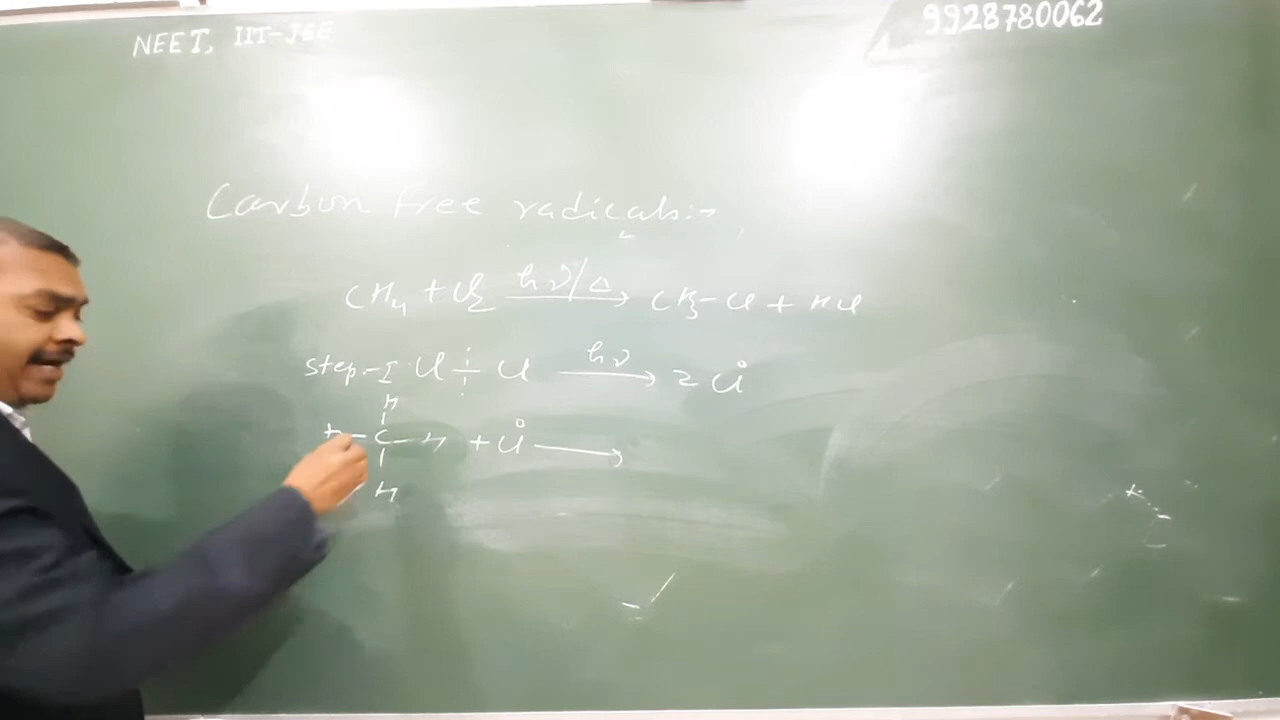 NEET, IIT-JEE
9928780062
Carbon free radicals:-
CH₄ + Cl₂ hν/Δ → CH₃-Cl + HCl
step-I Cl ÷ Cl hν → 2 Cl°
H
H-C-H + Cl° →
H